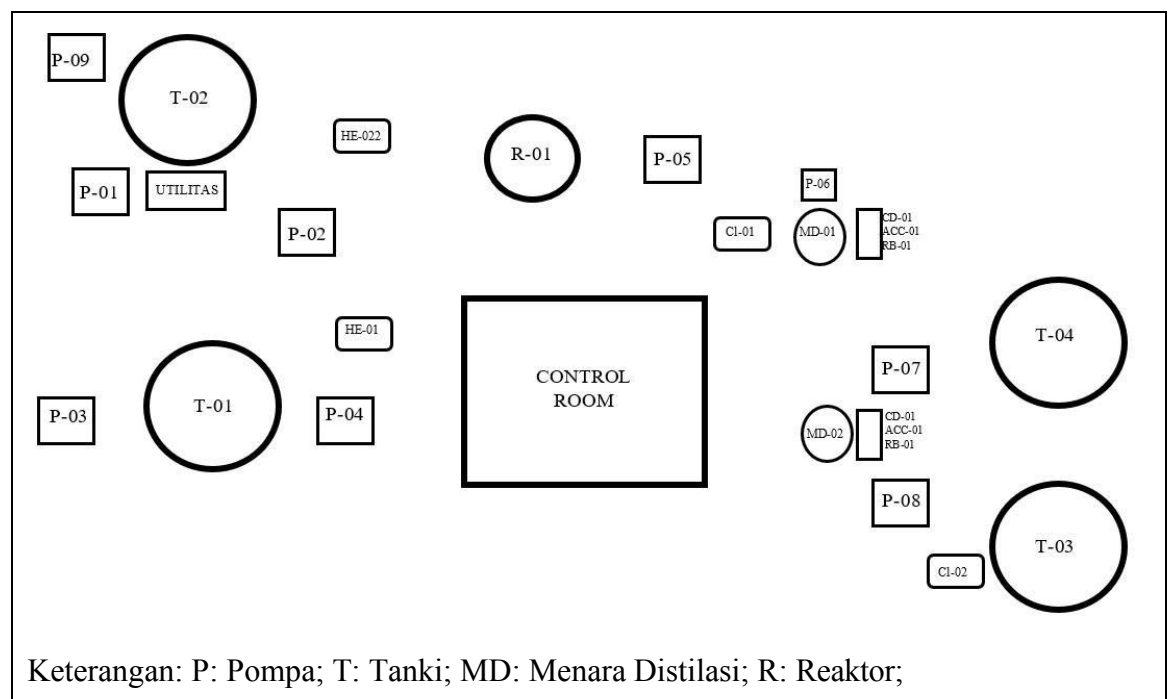 P-09
T-02
HE-022
R-01
P-05
P-01
UTILITAS
P-06
P-02
Cl-01
MD-01
CD-01
ACC-01
RB-01
HE-01
T-04
CONTROL
ROOM
P-07
P-03
T-01
P-04
MD-02
CD-01
ACC-01
RB-01
P-08
T-03
Cl-02
Keterangan: P: Pompa; T: Tanki; MD: Menara Distilasi; R: Reaktor;